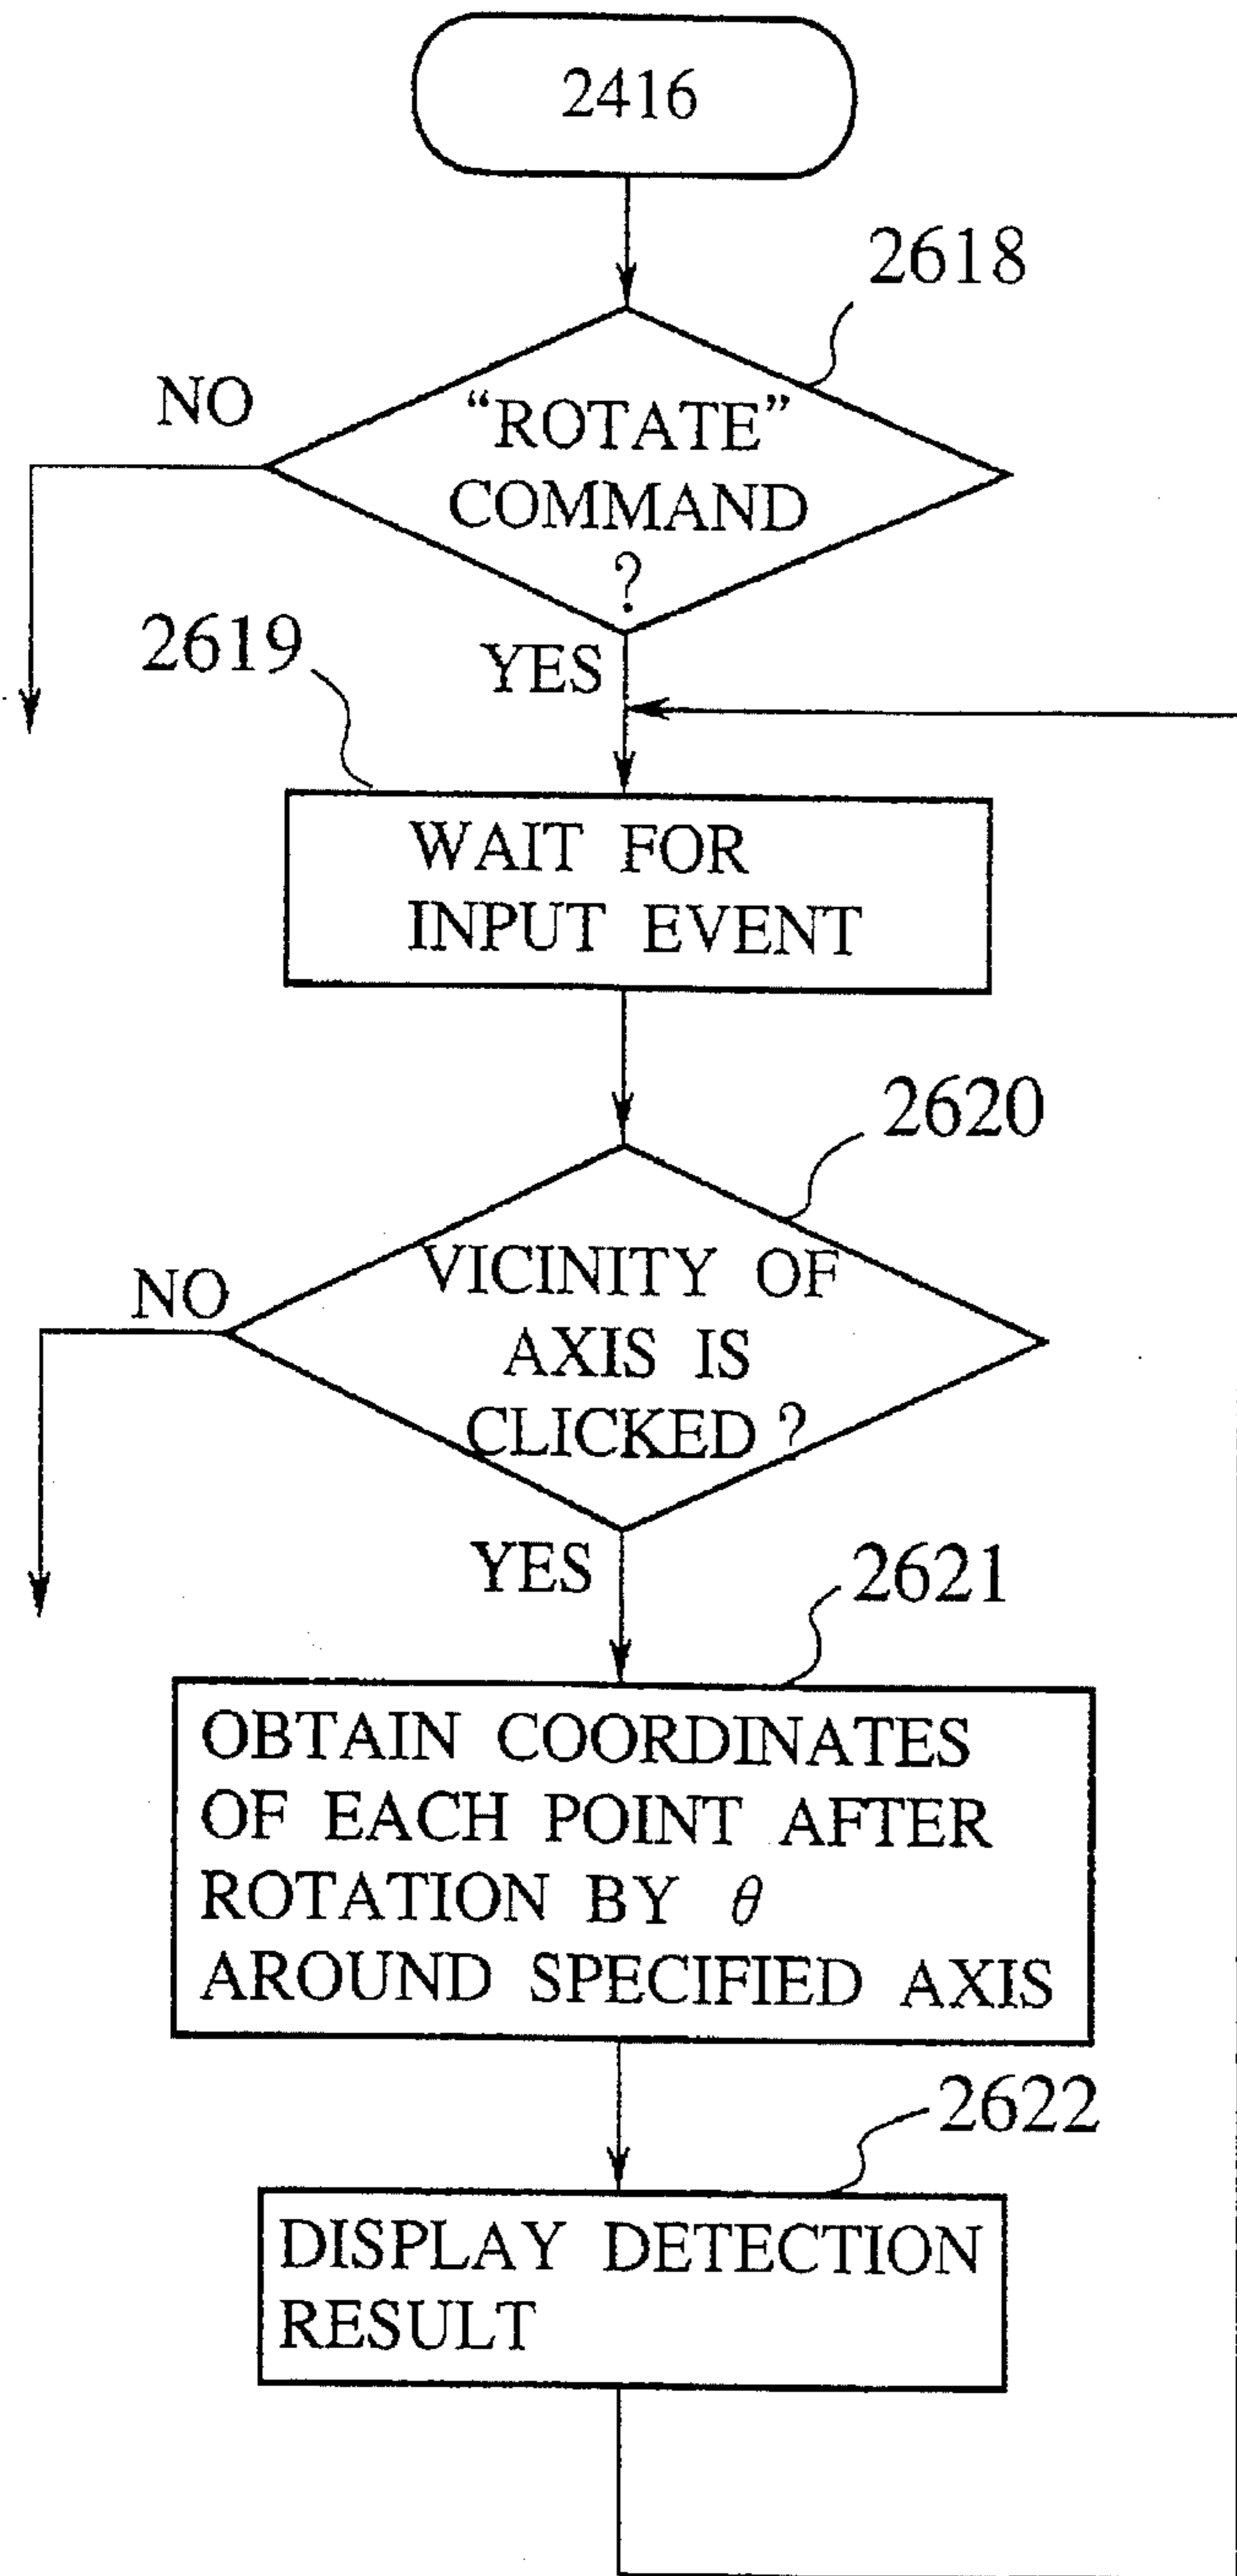 2416
2618
NO
“ROTATE”
COMMAND
?
2619
YES
WAIT FOR
INPUT EVENT
2620
NO
VICINITY OF
AXIS IS
CLICKED ?
YES
2621
OBTAIN COORDINATES
OF EACH POINT AFTER
ROTATION BY θ
AROUND SPECIFIED AXIS
2622
DISPLAY DETECTION
RESULT